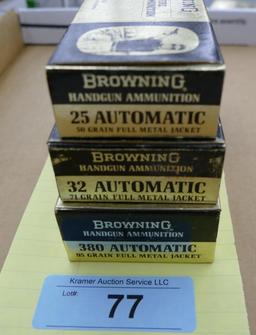 BROWNING
HANDGUN AMMUNITION
25 AUTOMATIC
50 GRAIN FULL METAL JACKET
BROWNING
HANDGUN AMMUNITION
32 AUTOMATIC
71 GRAIN FULL METAL JACKET
BROWNING
HANDGUN AMMUNITION
380 AUTOMATIC
95 GRAIN FULL METAL JACKET
Kramer Auction Service LLC
Lot#:
77